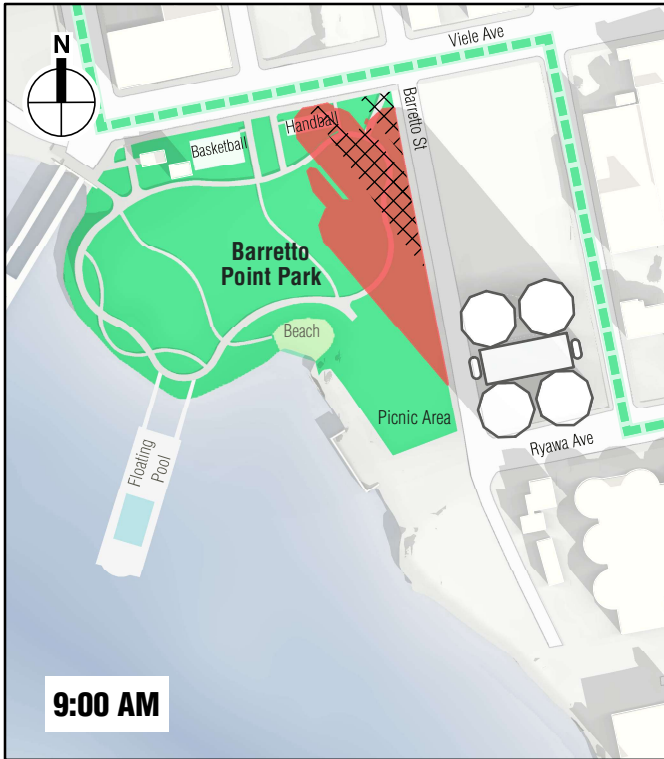 N
Viele Ave
Handball
Basketball
Barretto St
Barretto
Point Park
Beach
Picnic Area
Ryawa Ave
Floating
Pool
9:00 AM